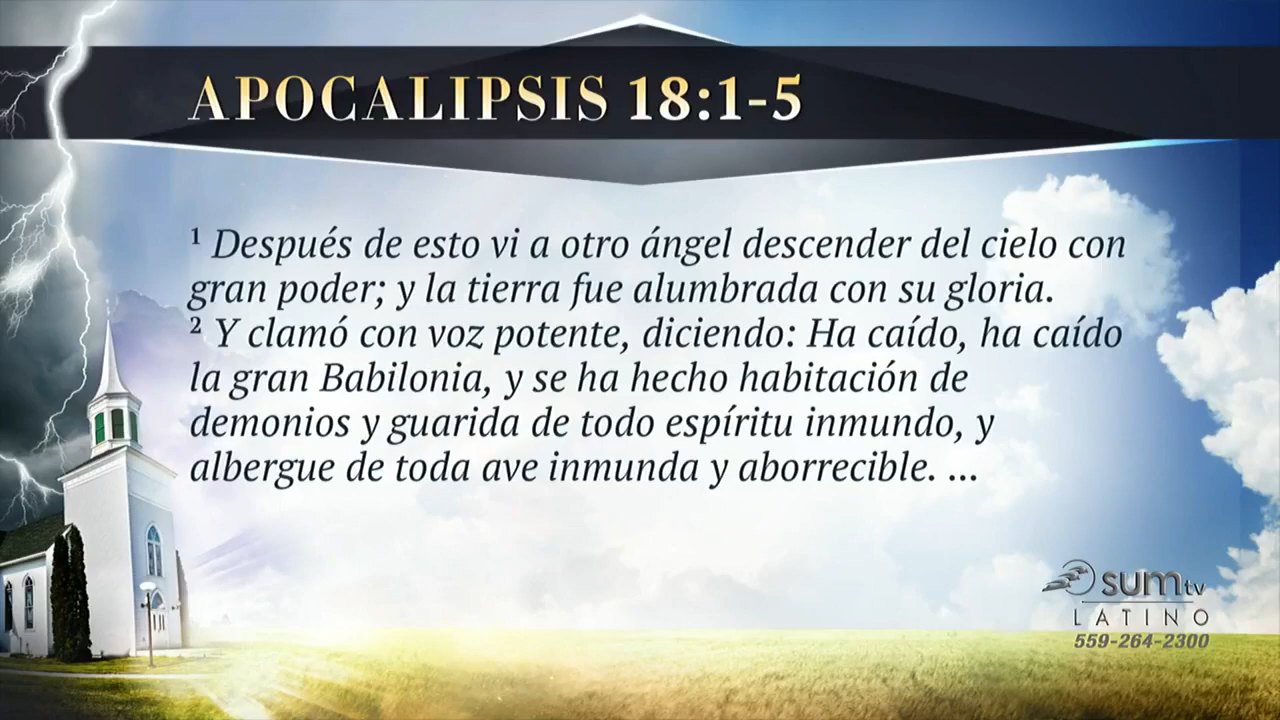 APOCALIPSIS 18:1-5
¹ Después de esto vi a otro ángel descender del cielo con
gran poder; y la tierra fue alumbrada con su gloria.
² Y clamó con voz potente, diciendo: Ha caído, ha caído
la gran Babilonia, y se ha hecho habitación de
demonios y guarida de todo espíritu inmundo, y
albergue de toda ave inmunda y aborrecible. ...
sumtv
LATINO
559-264-2300